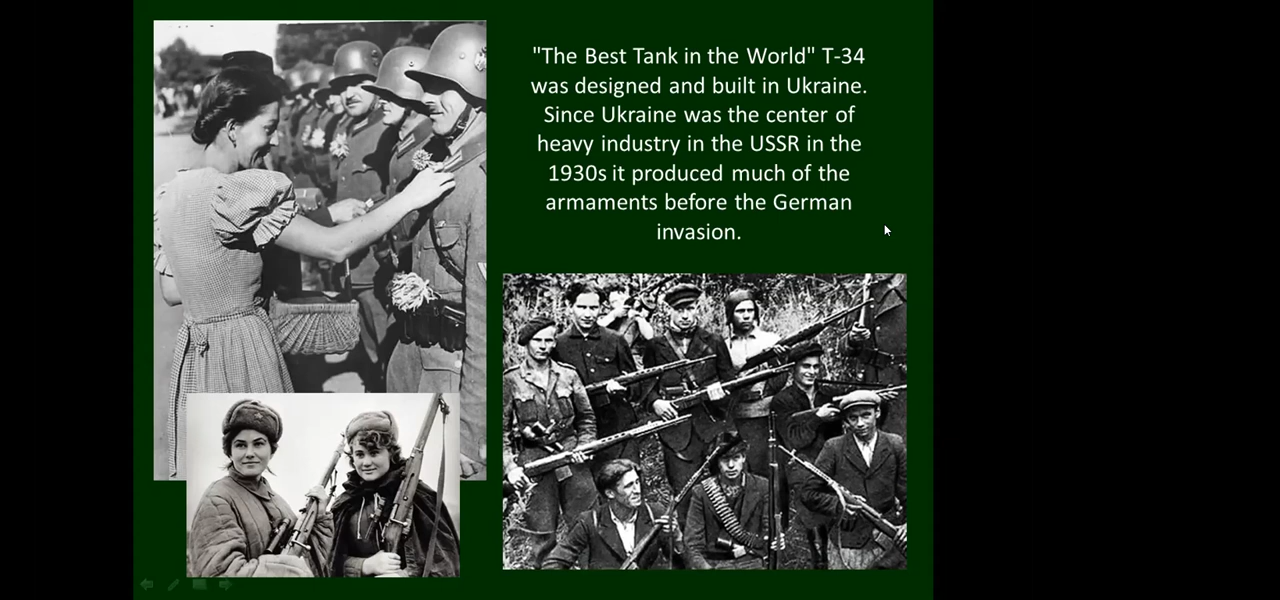 "The Best Tank in the World" T-34
was designed and built in Ukraine.
Since Ukraine was the center of
heavy industry in the USSR in the
1930s it produced much of the
armaments before the German
invasion.